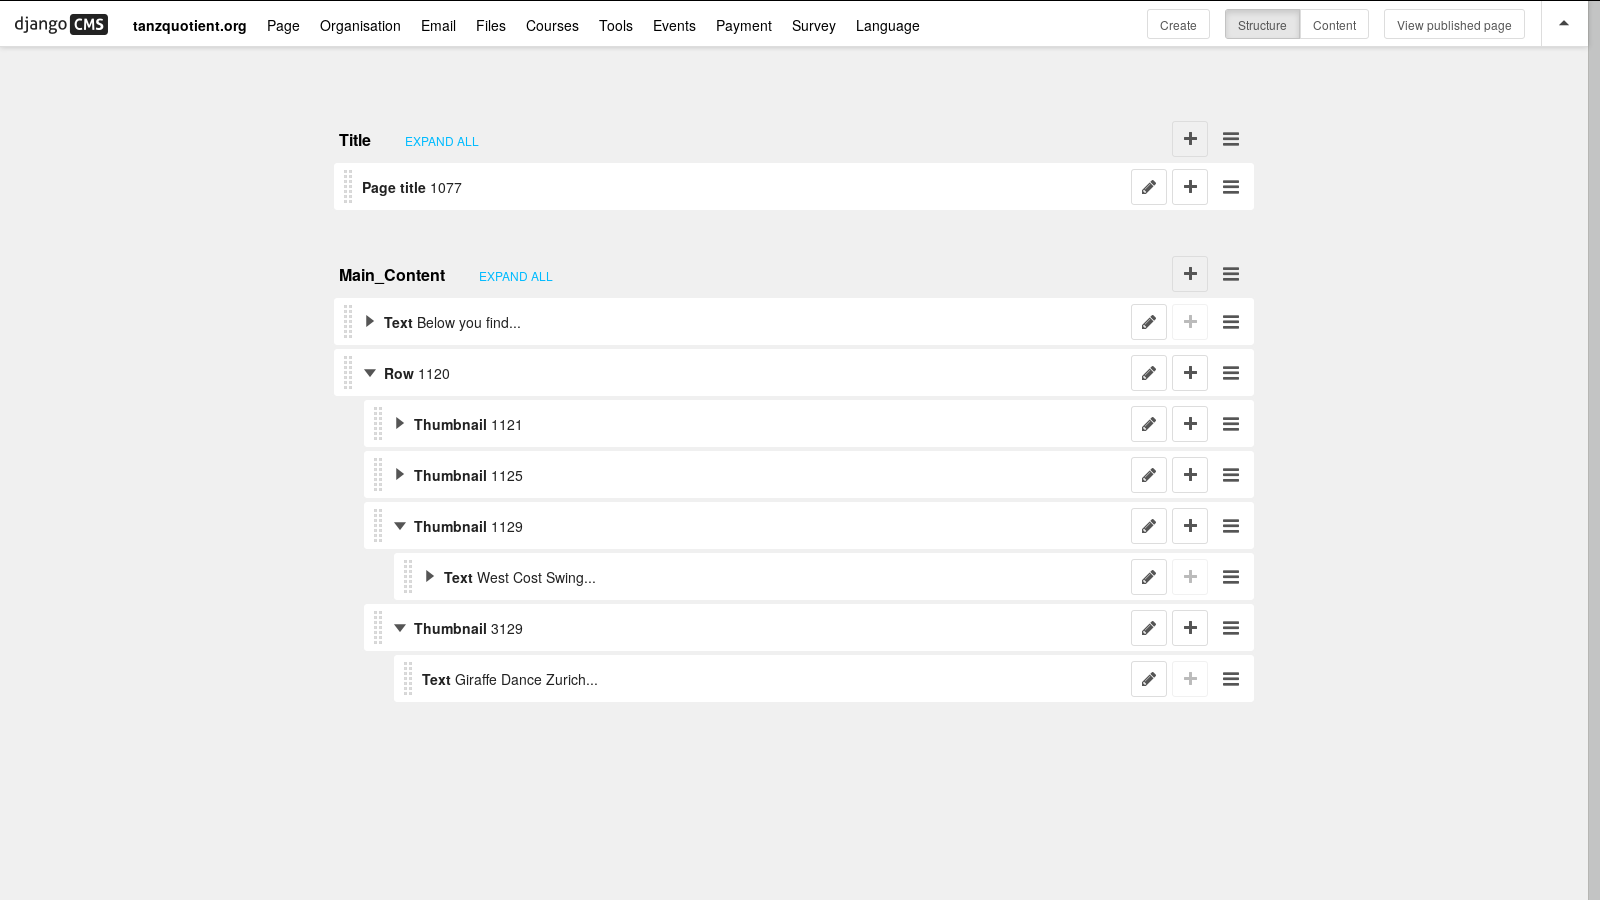 django CMS tanzquotient.org Page Organisation Email Files Courses Tools Events Payment Survey Language Create Structure Content View published page
Title EXPAND ALL
Page title 1077
Main_Content EXPAND ALL
Text Below you find...
Row 1120
Thumbnail 1121
Thumbnail 1125
Thumbnail 1129
Text West Cost Swing...
Thumbnail 3129
Text Giraffe Dance Zurich...